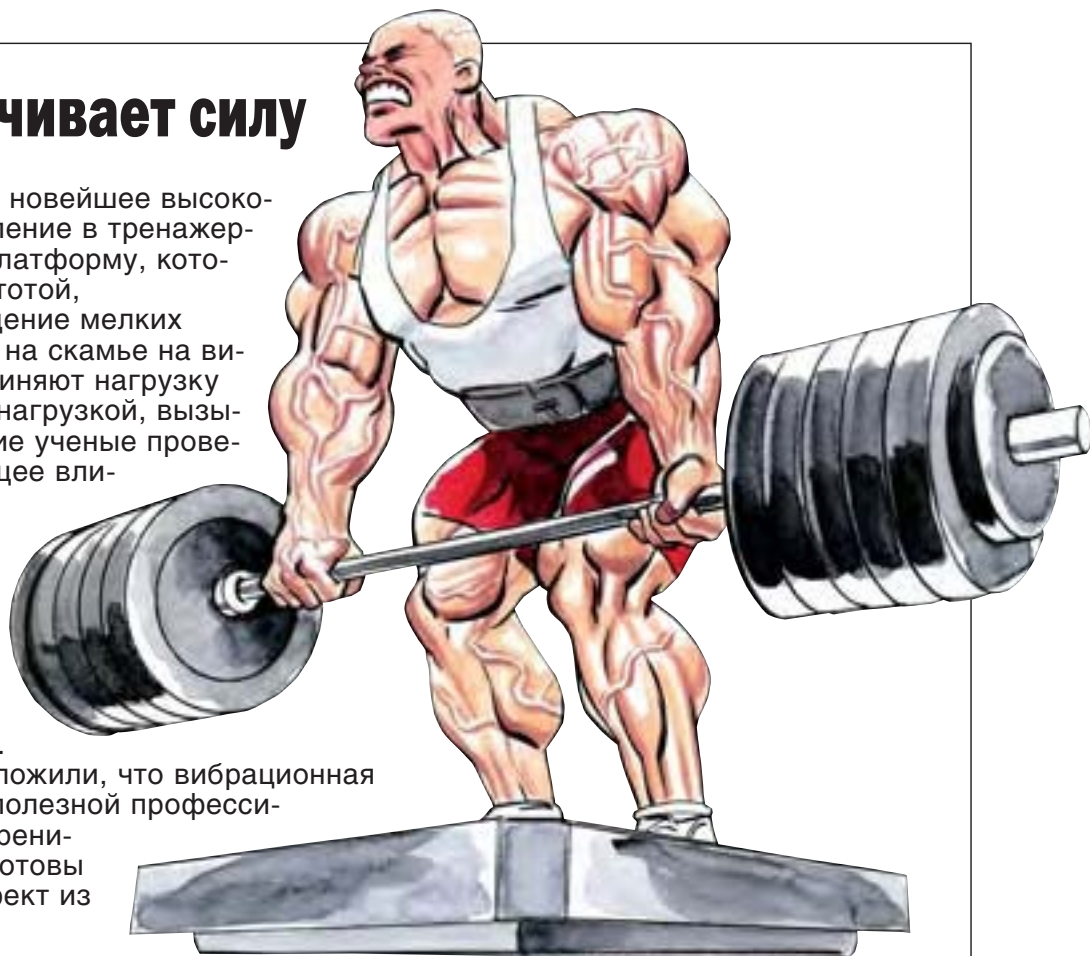 чивает силу
новейшее высоко-
ление в тренажер-
латформу, кото-
тотой,
дение мелких
на скамье на ви-
иняют нагрузку
нагрузкой, вызы-
ие ученые прове-
щее вли-
.
ложили, что вибрационная
полезной професси-
рени-
отовы
ект из